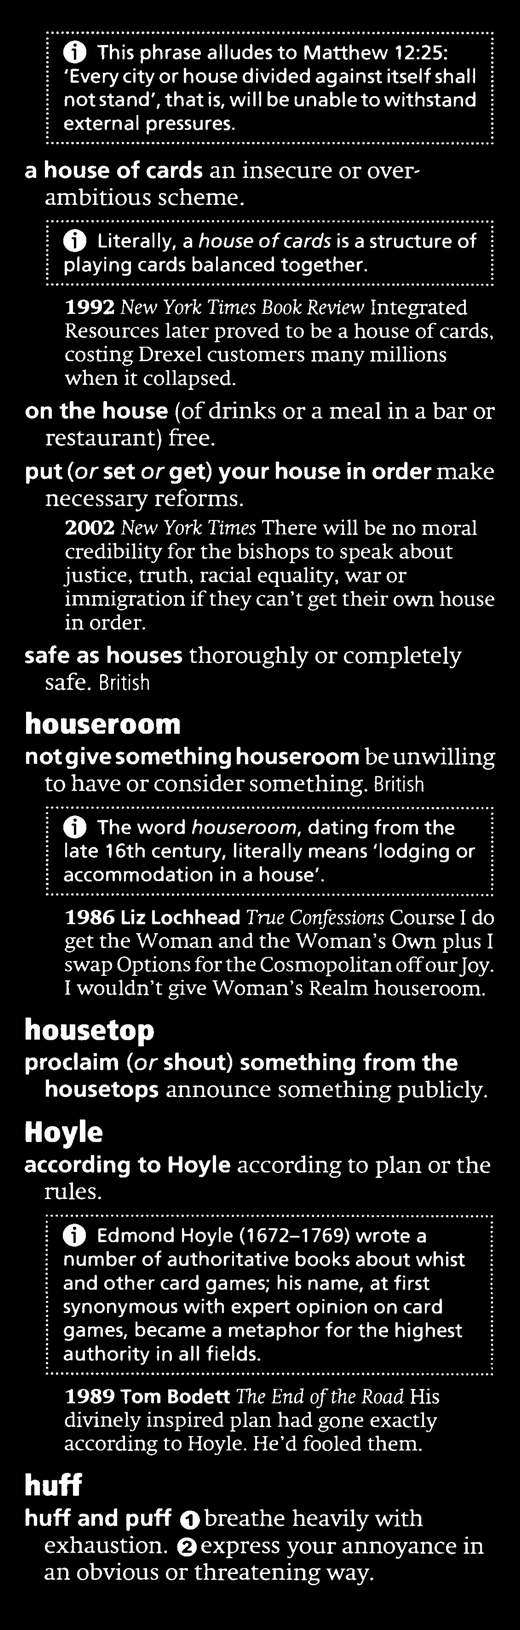 ⓘ This phrase alludes to Matthew 12:25:
‘Every city or house divided against itself shall
not stand’, that is, will be unable to withstand
external pressures.
a house of cards an insecure or over-
ambitious scheme.
ⓘ Literally, a house of cards is a structure of
playing cards balanced together.
1992 New York Times Book Review Integrated
Resources later proved to be a house of cards,
costing Drexel customers many millions
when it collapsed.
on the house (of drinks or a meal in a bar or
restaurant) free.
put (or set or get) your house in order make
necessary reforms.
2002 New York Times There will be no moral
credibility for the bishops to speak about
justice, truth, racial equality, war or
immigration if they can’t get their own house
in order.
safe as houses thoroughly or completely
safe. British
houseroom
not give something houseroom be unwilling
to have or consider something. British
ⓘ The word houseroom, dating from the
late 16th century, literally means ‘lodging or
accommodation in a house’.
1986 Liz Lochhead True Confessions Course I do
get the Woman and the Woman’s Own plus I
swap Options for the Cosmopolitan off our Joy.
I wouldn’t give Woman’s Realm houseroom.
housetop
proclaim (or shout) something from the
housetops announce something publicly.
Hoyle
according to Hoyle according to plan or the
rules.
ⓘ Edmond Hoyle (1672–1769) wrote a
number of authoritative books about whist
and other card games; his name, at first
synonymous with expert opinion on card
games, became a metaphor for the highest
authority in all fields.
1989 Tom Bodett The End of the Road His
divinely inspired plan had gone exactly
according to Hoyle. He’d fooled them.
huff
huff and puff ❶ breathe heavily with
exhaustion. ❷ express your annoyance in
an obvious or threatening way.